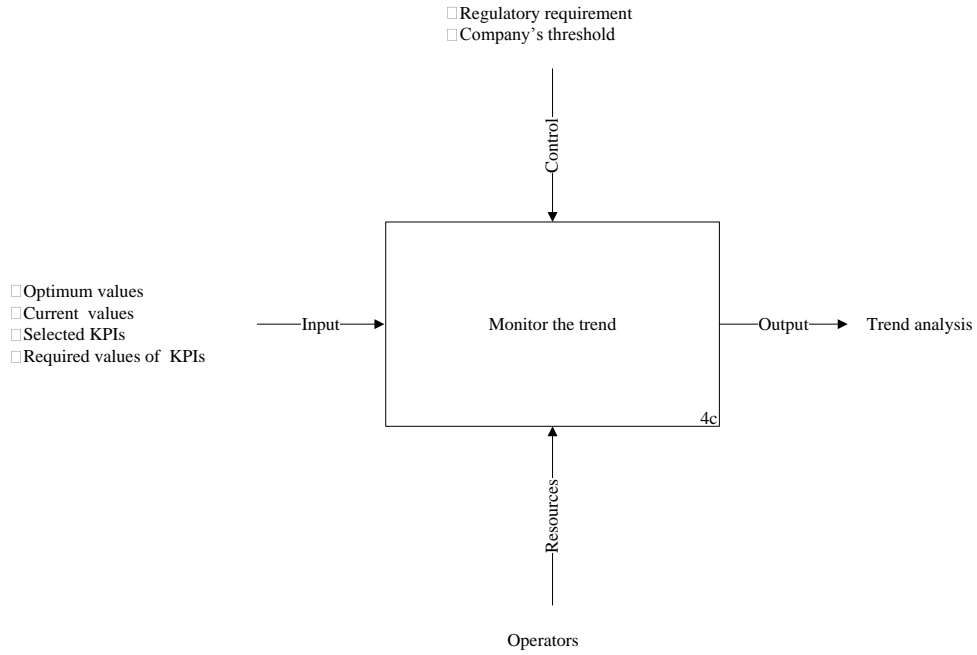 Regulatory requirement
Company’s threshold
Control
Optimum values
Current values
Selected KPIs
Required values of KPIs
Input
Monitor the trend
Output
Trend analysis
4c
Resources
Operators